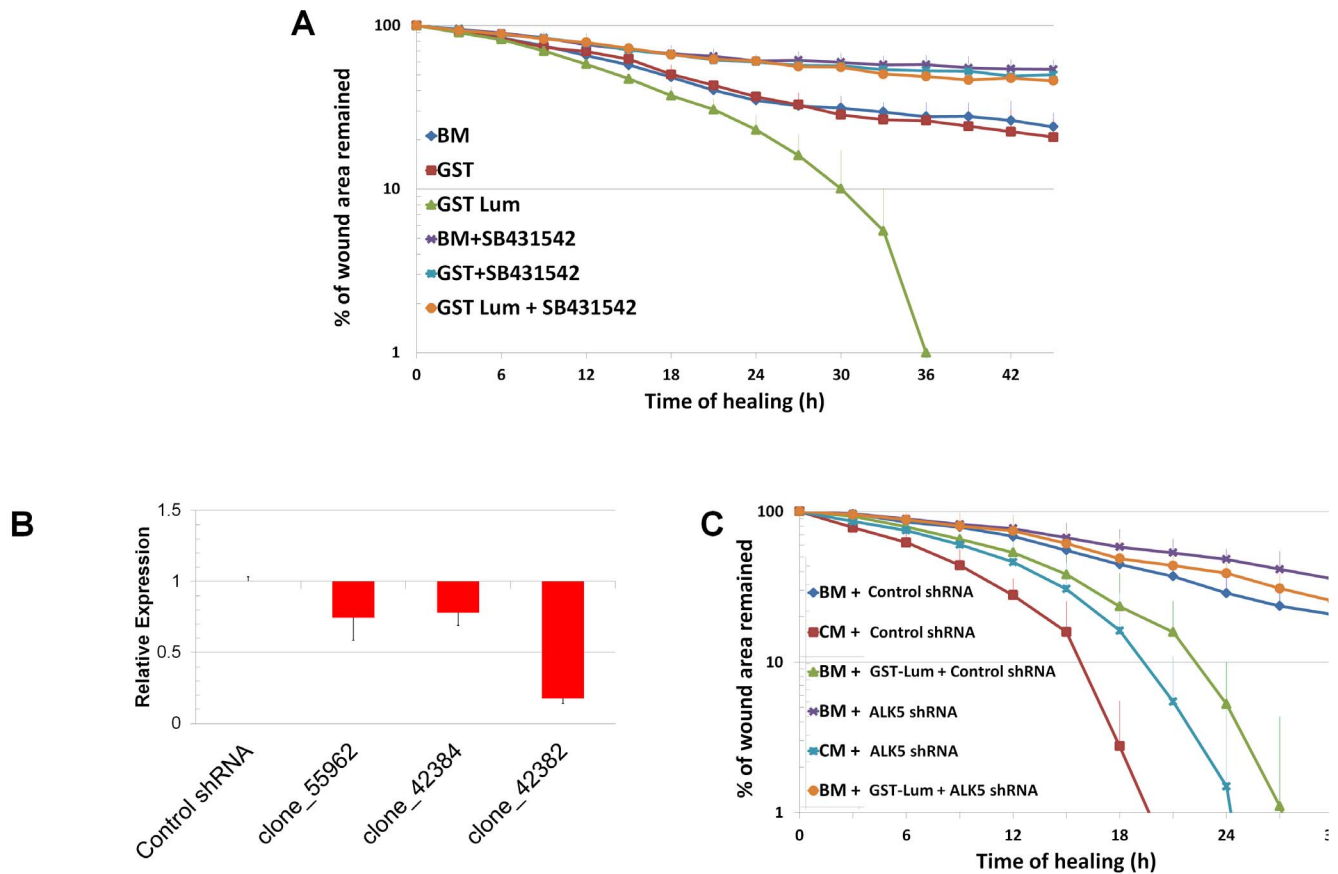 A
% of wound area remained
100
10
1
BM
GST
GST Lum
BM+SB431542
GST+SB431542
GST Lum + SB431542
0 6 12 18 24 30 36 42
Time of healing (h)
B
Relative Expression
1.5
1
0.5
0
Control shRNA
clone_55962
clone_42384
clone_42382
C
% of wound area remained
100
10
1
BM + Control shRNA
CM + Control shRNA
BM + GST-Lum + Control shRNA
BM + ALK5 shRNA
CM + ALK5 shRNA
BM + GST-Lum + ALK5 shRNA
0 6 12 18 24
Time of healing (h)